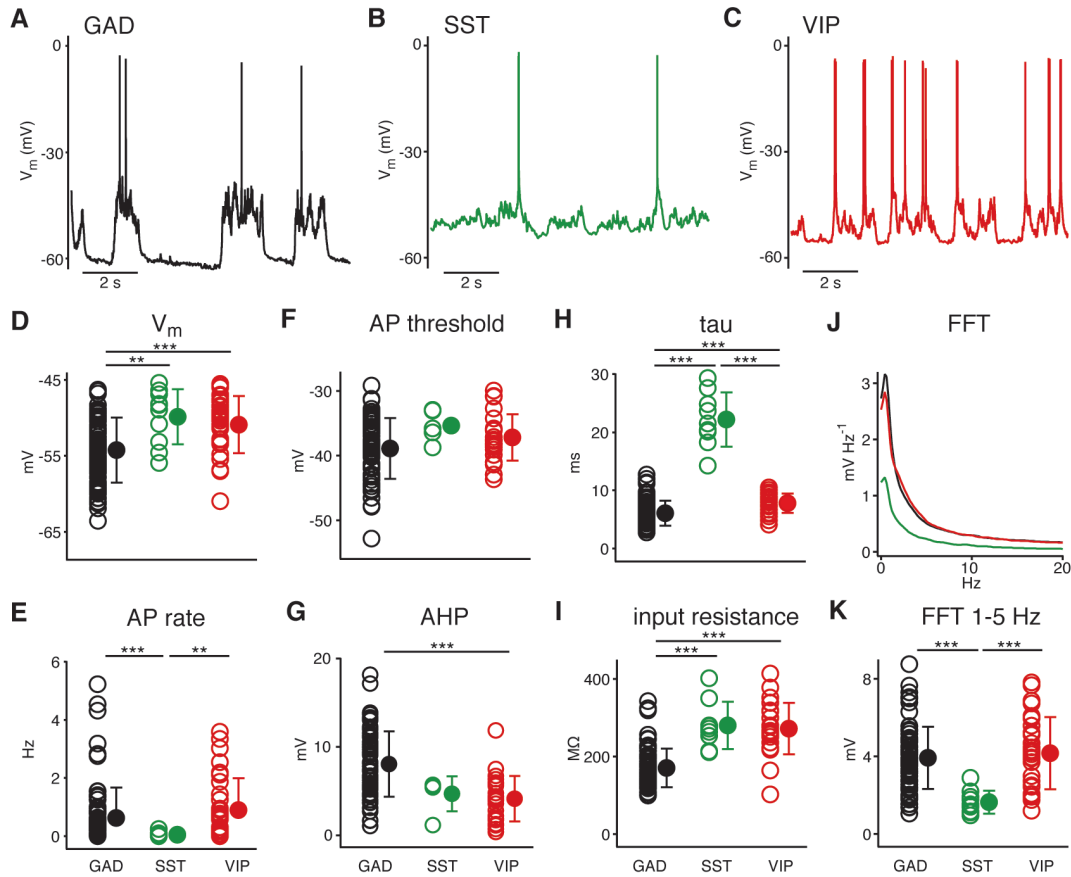 A GAD
0
-30
-60
Vm (mV)
2 s
B SST
0
-30
-60
Vm (mV)
2 s
C VIP
0
-30
-60
Vm (mV)
2 s
D Vm
***
**
-45
-55
-65
mV
F AP threshold
-30
-40
-50
mV
H tau
***
*** ***
30
20
10
0
ms
J FFT
3
2
1
0
mV Hz-1
0 10 20
Hz
E AP rate
*** **
6
4
2
0
Hz
GAD SST VIP
G AHP
***
20
10
0
mV
GAD SST VIP
I input resistance
***
***
400
200
0
MΩ
GAD SST VIP
K FFT 1-5 Hz
*** ***
8
4
0
mV
GAD SST VIP